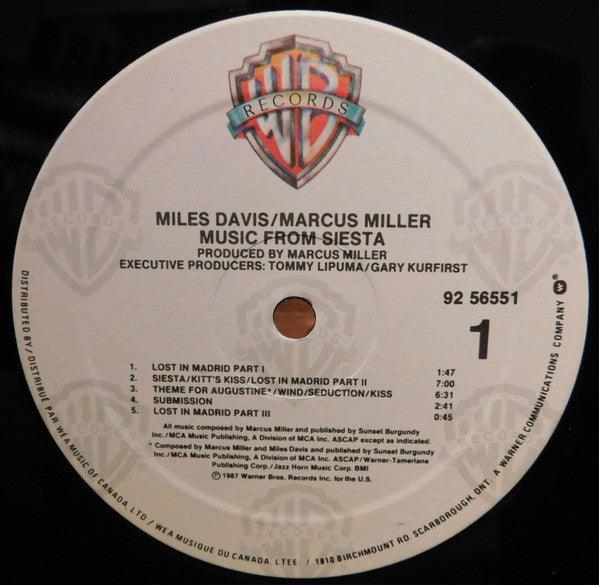 WB
RECORDS
MILES DAVIS/MARCUS MILLER
MUSIC FROM SIESTA
PRODUCED BY MARCUS MILLER
EXECUTIVE PRODUCERS: TOMMY LIPUMA/GARY KURFIRST
92 56551
1
1. LOST IN MADRID PART I 1:47
2. SIESTA/KITT'S KISS/LOST IN MADRID PART II 7:00
3. THEME FOR AUGUSTINE*/WIND/SEDUCTION/KISS 6:31
4. SUBMISSION 2:41
5. LOST IN MADRID PART III 0:45
All music composed by Marcus Miller and published by Sunset Burgundy
Inc./MCA Music Publishing, A Division of MCA Inc. ASCAP except as indicated.
* Composed by Marcus Miller and Miles Davis and published by Sunset Burgundy
Inc./MCA Music Publishing, A Division of MCA Inc. ASCAP/Warner-Tamerlane
Publishing Corp./Jazz Horn Music Corp. BMI
℗ 1987 Warner Bros. Records Inc. for the U.S.
DISTRIBUTED BY / DISTRIBUÉ PAR WEA MUSIC OF CANADA, LTD / WEA MUSIQUE DU CANADA, LTEE. / 1810 BIRCHMOUNT RD. SCARBOROUGH, ONT. A WARNER COMMUNICATIONS COMPANY